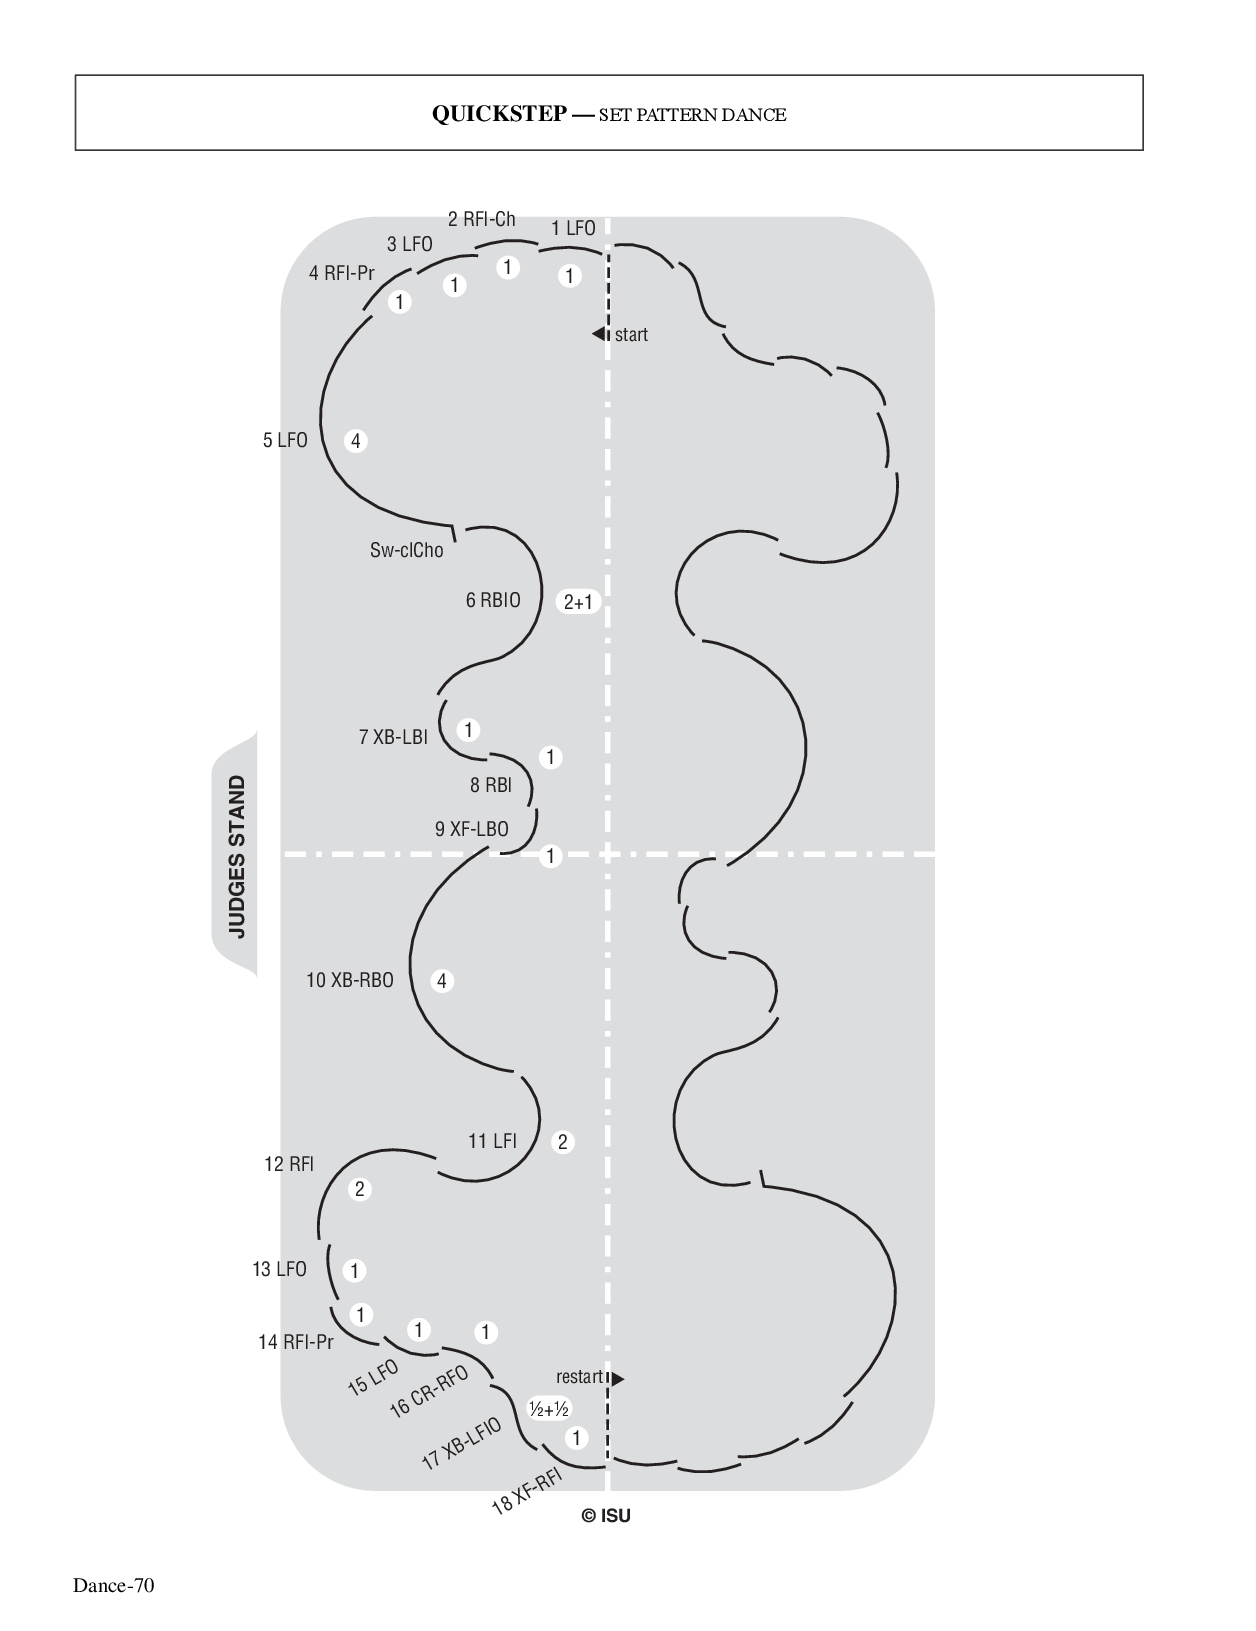 QUICKSTEP — SET PATTERN DANCE
2 RFI-Ch
1 LFO
3 LFO
4 RFI-Pr
1
1
1
1
start
5 LFO
4
Sw-clCho
6 RBIO
2+1
7 XB-LBI
1
1
8 RBI
9 XF-LBO
1
JUDGES STAND
10 XB-RBO
4
11 LFI
2
12 RFI
2
13 LFO
1
14 RFI-Pr
1
1
1
15 LFO
16 CR-RFO
restart
½+½
17 XB-LFIO
1
18 XF-RFI
© ISU
Dance-70